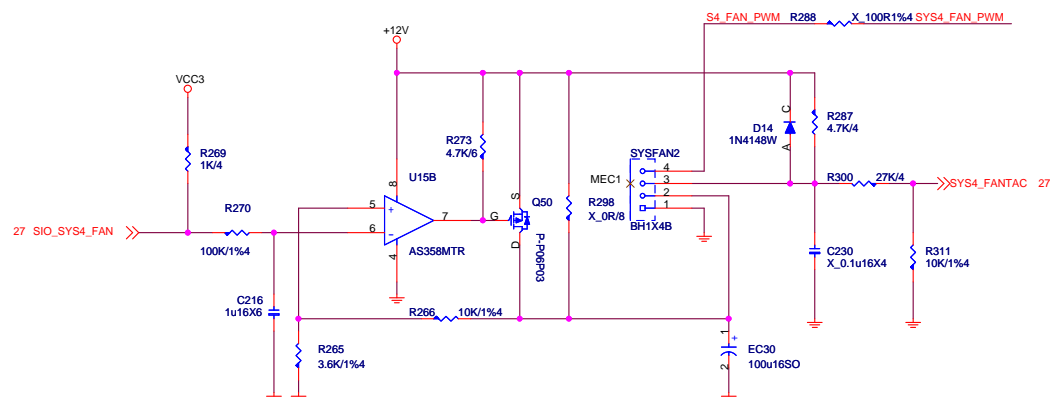 S4_FAN_PWM R288 X_100R1%4 SYS4_FAN_PWM
+12V
VCC3
C
R287
4.7K/4
D14
1N4148W
A
R273
4.7K/6
R269
1K/4
SYSFAN2
U15B
MEC1
4
3
2
1
8
S
Q50
R298
X_0R/8
BH1X4B
R300 27K/4 SYS4_FANTAC 27
R270
100K/1%4
5
+
6
-
7
G
27 SIO_SYS4_FAN
4
AS358MTR
D
P-P06P03
C230
X_0.1u16X4
R311
10K/1%4
C216
1u16X6
R266 10K/1%4
R265
3.6K/1%4
1
+
2
EC30
100u16SO